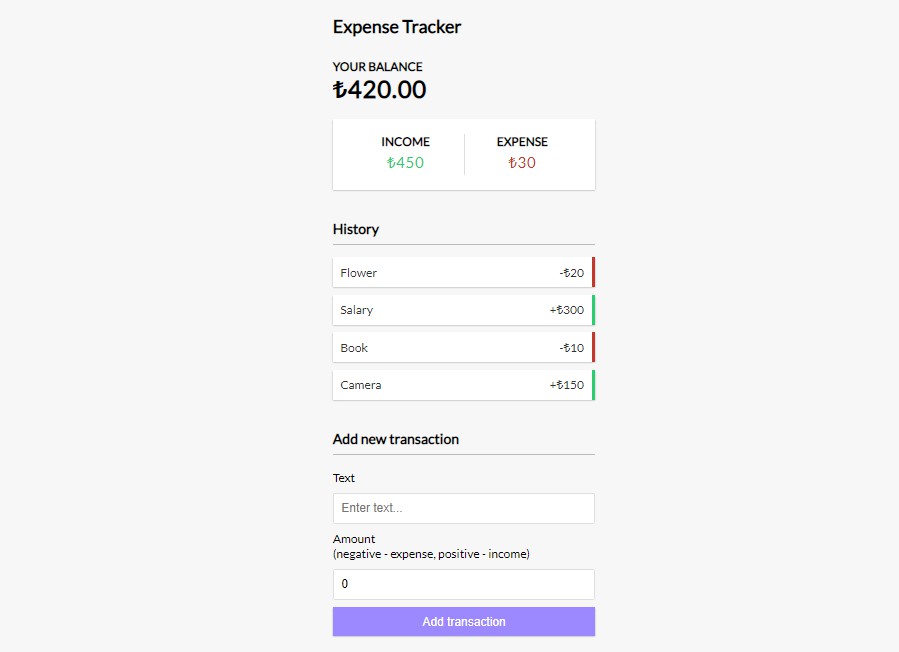 Expense Tracker
YOUR BALANCE
₺420.00
INCOME EXPENSE
₺450 ₺30
History
Flower -₺20
Salary +₺300
Book -₺10
Camera +₺150
Add new transaction
Text
Enter text...
Amount
(negative - expense, positive - income)
0
Add transaction